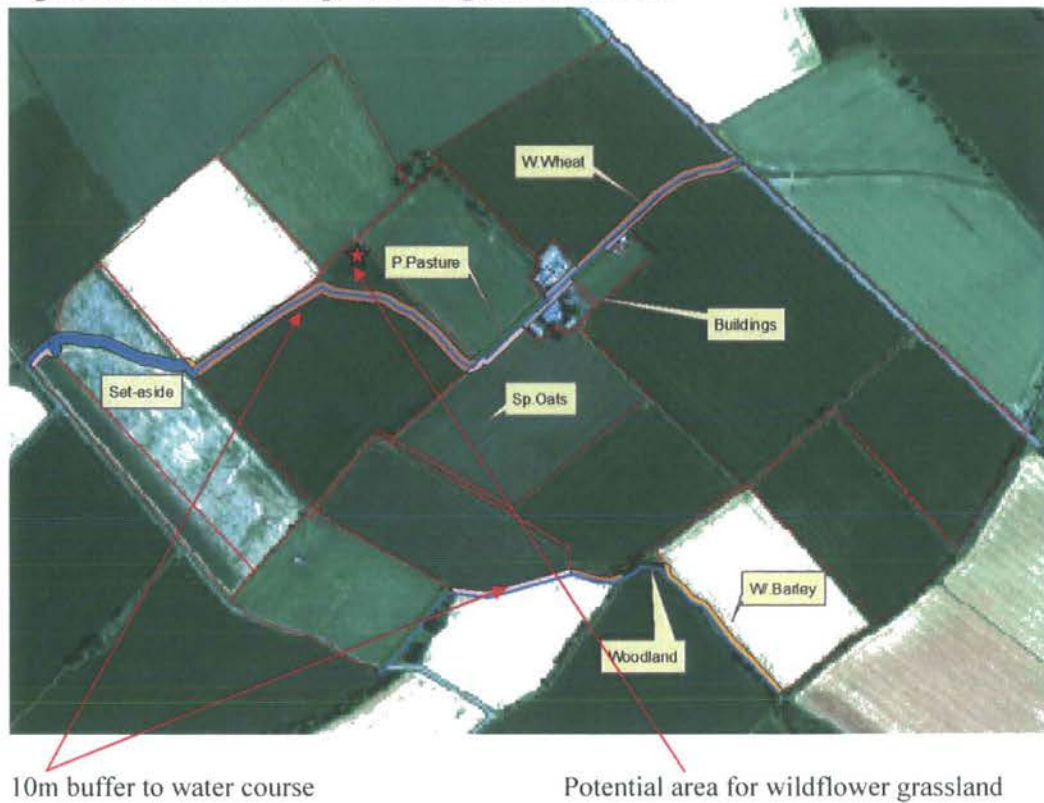 W.Wheat
P.Pasture
Buildings
Set-aside
Sp.Oats
W.Barley
Woodland
10m buffer to water course
Potential area for wildflower grassland